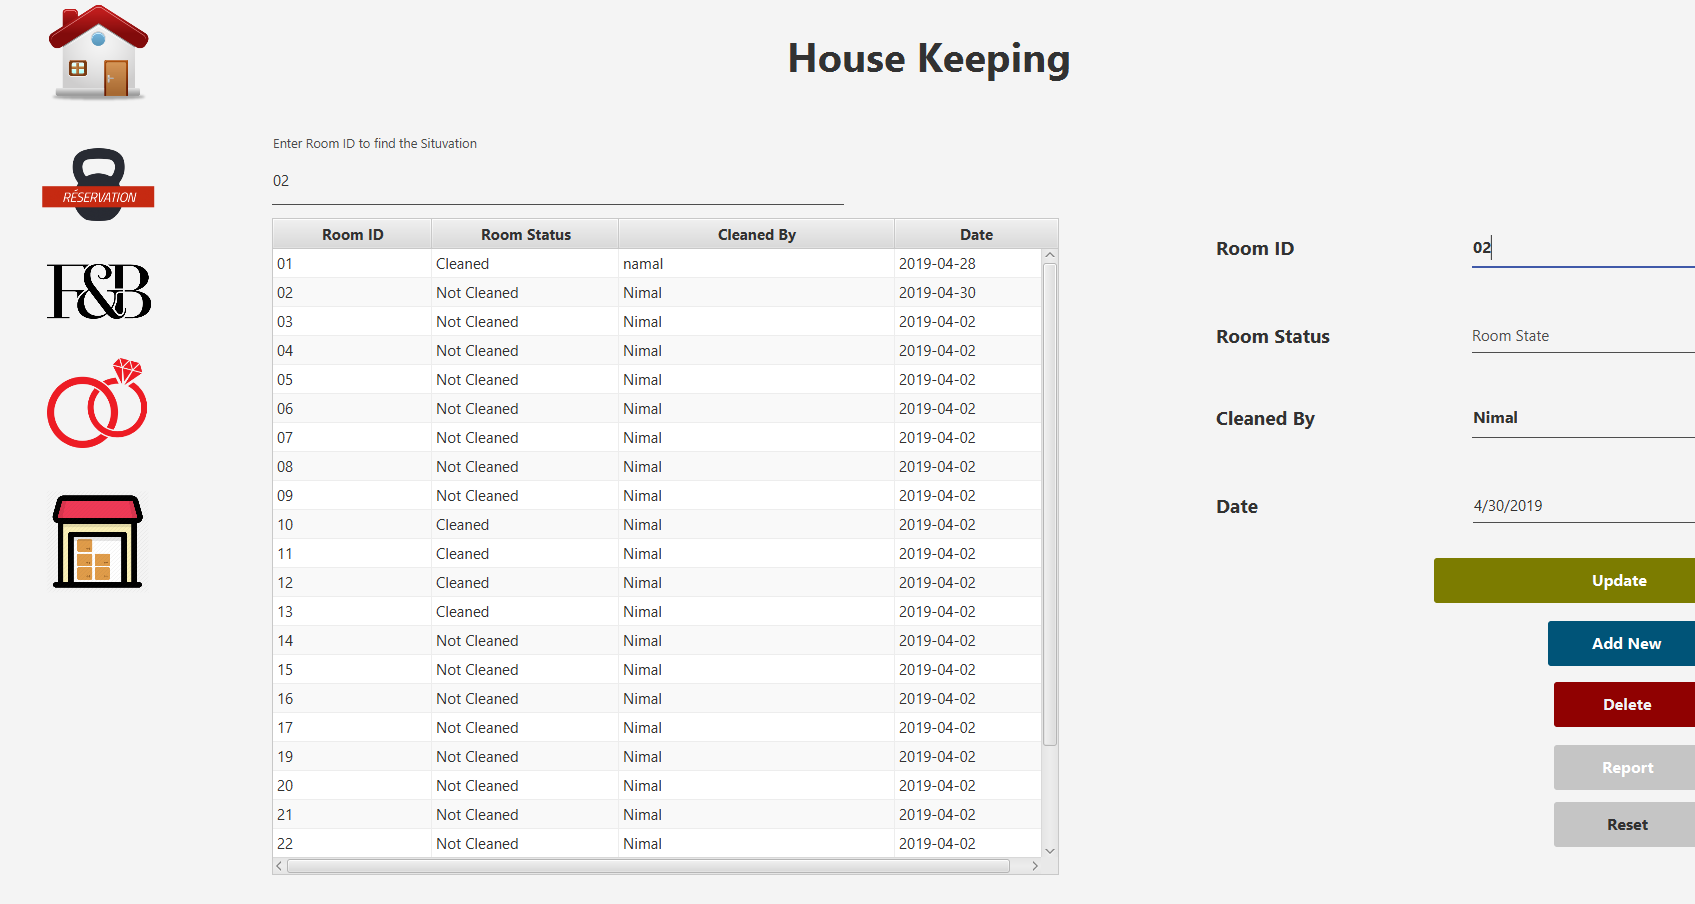 House Keeping
RÉSERVATION
F&B
Enter Room ID to find the Situvation
02
Room ID Room Status Cleaned By Date
01 Cleaned namal 2019-04-28
02 Not Cleaned Nimal 2019-04-30
03 Not Cleaned Nimal 2019-04-02
04 Not Cleaned Nimal 2019-04-02
05 Not Cleaned Nimal 2019-04-02
06 Not Cleaned Nimal 2019-04-02
07 Not Cleaned Nimal 2019-04-02
08 Not Cleaned Nimal 2019-04-02
09 Not Cleaned Nimal 2019-04-02
10 Cleaned Nimal 2019-04-02
11 Cleaned Nimal 2019-04-02
12 Cleaned Nimal 2019-04-02
13 Cleaned Nimal 2019-04-02
14 Not Cleaned Nimal 2019-04-02
15 Not Cleaned Nimal 2019-04-02
16 Not Cleaned Nimal 2019-04-02
17 Not Cleaned Nimal 2019-04-02
19 Not Cleaned Nimal 2019-04-02
20 Not Cleaned Nimal 2019-04-02
21 Not Cleaned Nimal 2019-04-02
22 Not Cleaned Nimal 2019-04-02
Room ID 02
Room Status Room State
Cleaned By Nimal
Date 4/30/2019
Update
Add New
Delete
Report
Reset